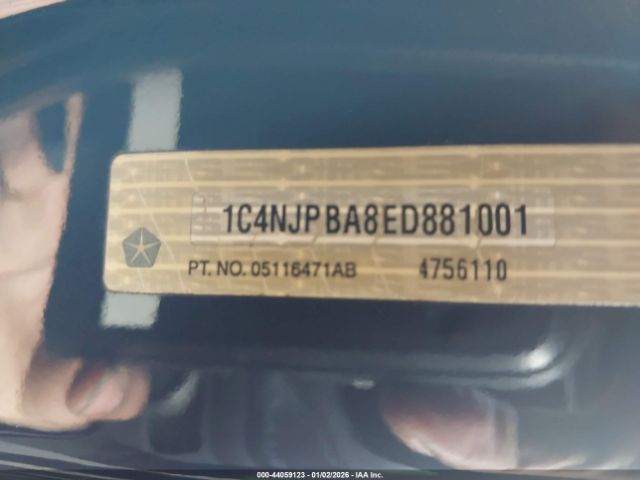 1C4NJPBA8ED881001
PT. NO. 05116471AB 4756110
000-44059123 - 01/02/2026 - IAA Inc.